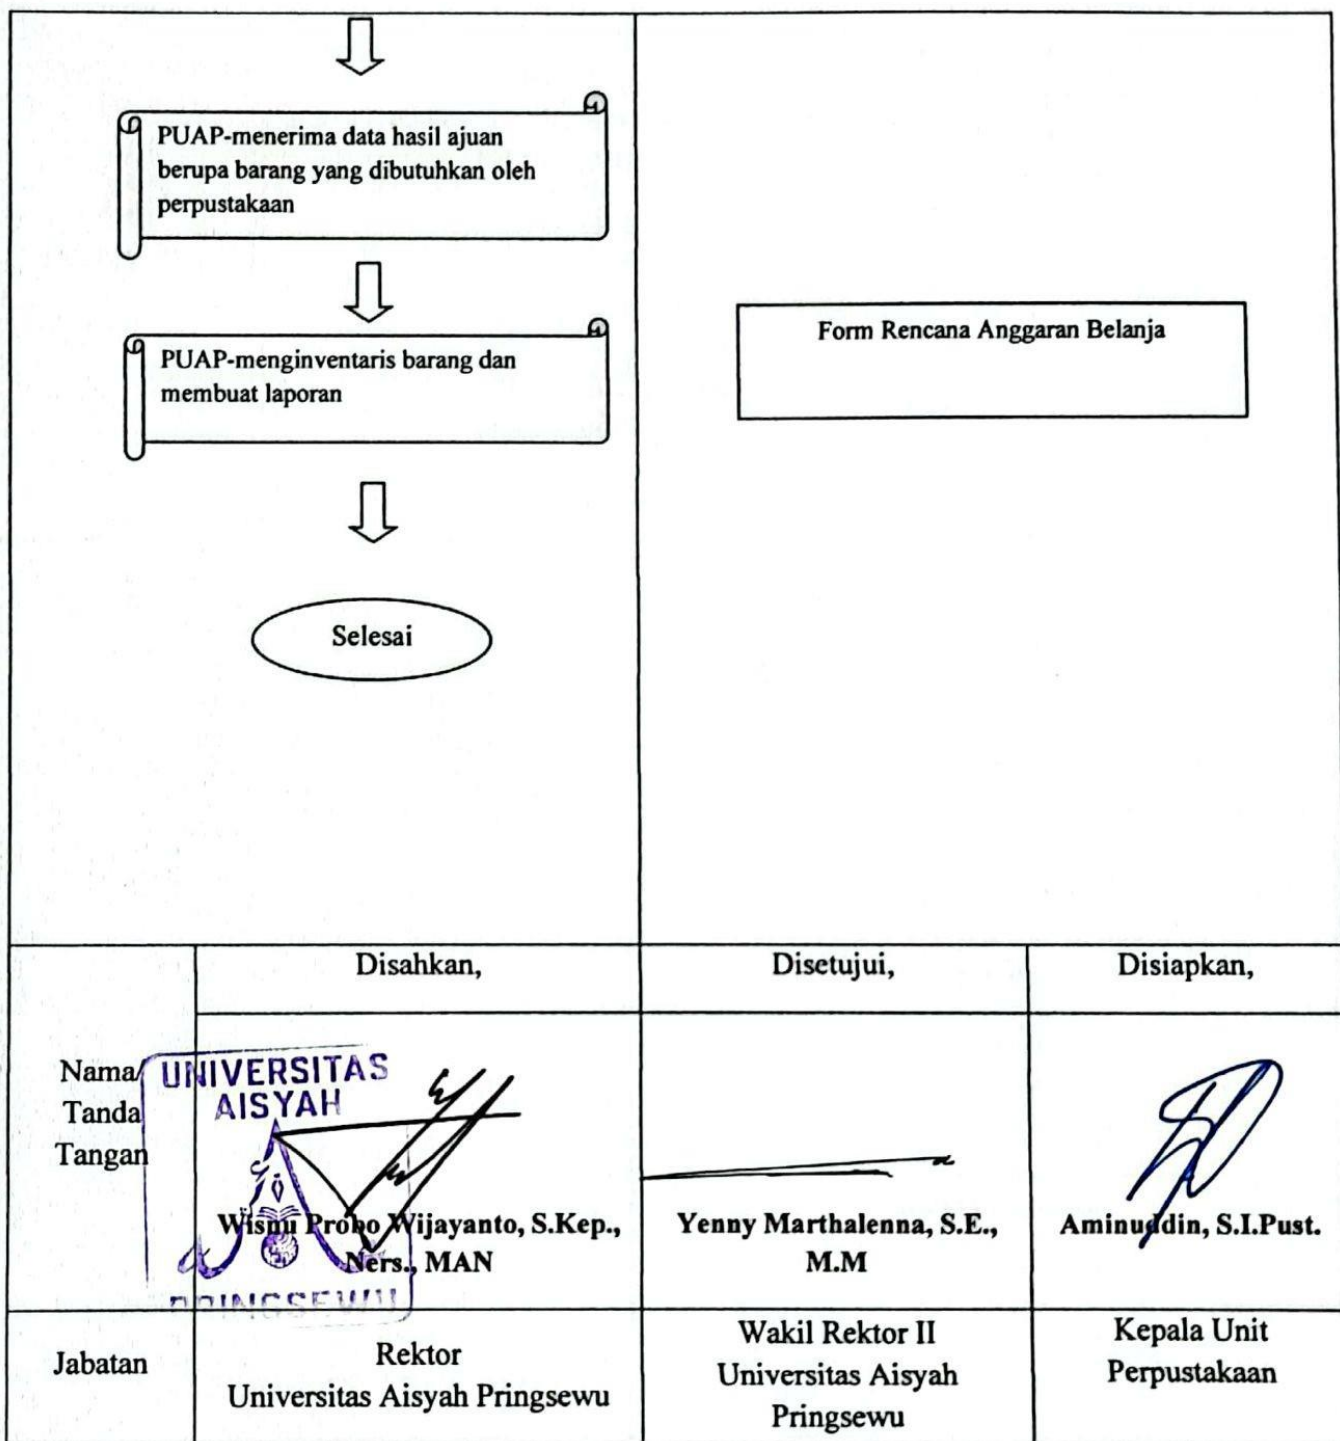 PUAP-menerima data hasil ajuan
berupa barang yang dibutuhkan oleh
perpustakaan
PUAP-menginventaris barang dan
membuat laporan
Form Rencana Anggaran Belanja
Selesai
Disahkan,
Disetujui,
Disiapkan,
Nama/
Tanda
Tangan
UNIVERSITAS
AISYAH
PRINGSEWU
Wisnu Probo Wijayanto, S.Kep.,
Ners., MAN
Yenny Marthalenna, S.E.,
M.M
Aminuddin, S.I.Pust.
Jabatan
Rektor
Universitas Aisyah Pringsewu
Wakil Rektor II
Universitas Aisyah
Pringsewu
Kepala Unit
Perpustakaan